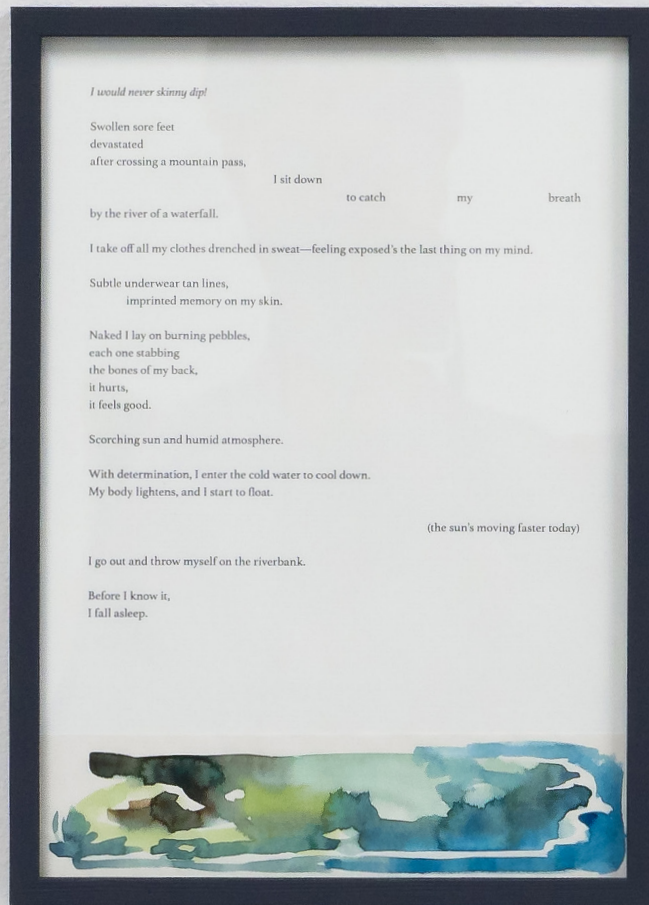 I would never skinny dip!
Swollen sore feet
devastated
after crossing a mountain pass,
I sit down
to catch my breath
by the river of a waterfall.
I take off all my clothes drenched in sweat—feeling exposed's the last thing on my mind.
Subtle underwear tan lines,
imprinted memory on my skin.
Naked I lay on burning pebbles,
each one stabbing
the bones of my back,
it hurts,
it feels good.
Scorching sun and humid atmosphere.
With determination, I enter the cold water to cool down.
My body lightens, and I start to float.
(the sun's moving faster today)
I go out and throw myself on the riverbank.
Before I know it,
I fall asleep.